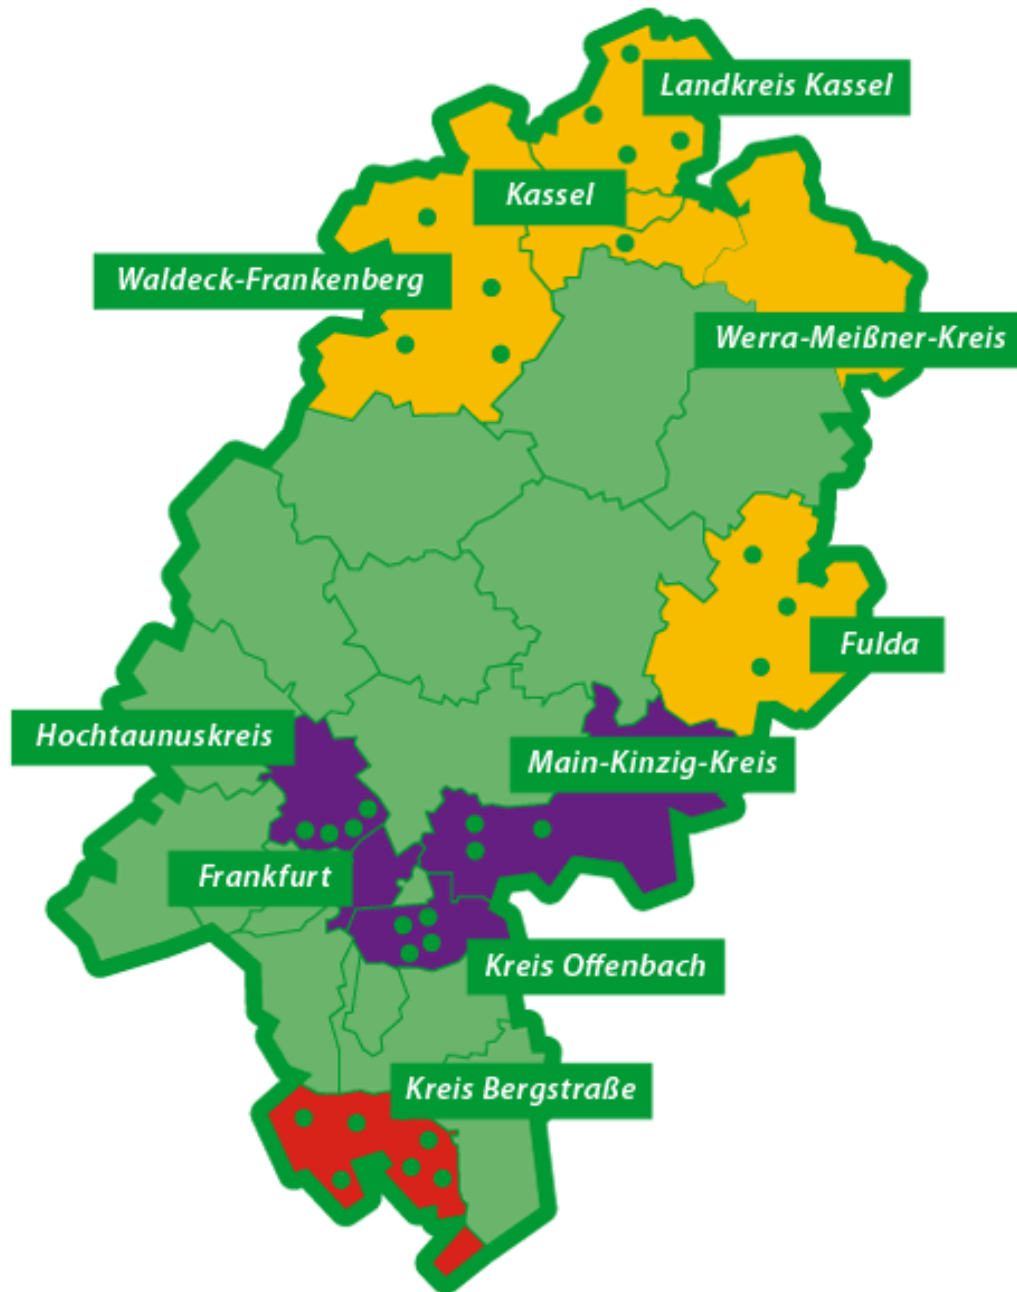 Landkreis Kassel
Kassel
Waldeck-Frankenberg
Werra-Meißner-Kreis
Fulda
Hochtaunuskreis
Main-Kinzig-Kreis
Frankfurt
Kreis Offenbach
Kreis Bergstraße